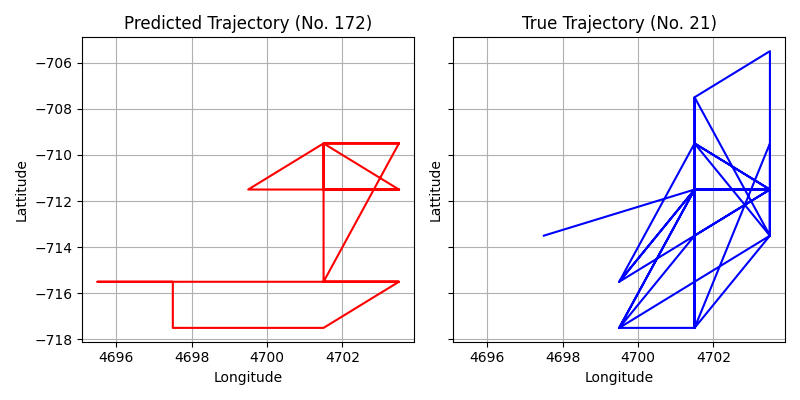 Predicted Trajectory (No. 172)
True Trajectory (No. 21)
−706
−708
−710
−712
−714
−716
−718
Lattitude
Lattitude
4696
4698
4700
4702
4696
4698
4700
4702
Longitude
Longitude